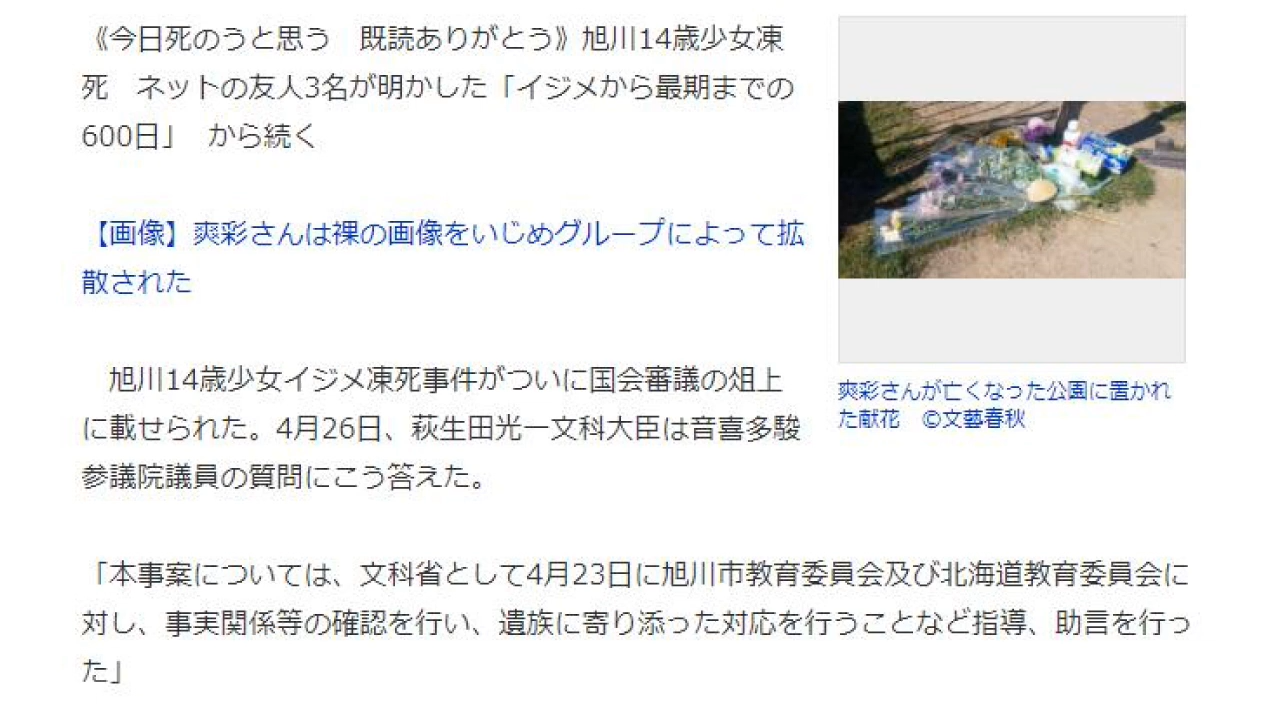 《今日死のうと思う　既読ありがとう》旭川14歳少女凍
死　ネットの友人3名が明かした「イジメから最期までの
600日」　から続く
【画像】爽彩さんは裸の画像をいじめグループによって拡
散された
　旭川14歳少女イジメ凍死事件がついに国会審議の俎上
に載せられた。4月26日、萩生田光一文科大臣は音喜多駿
参議院議員の質問にこう答えた。
爽彩さんが亡くなった公園に置かれ
た献花　©文藝春秋
「本事案については、文科省として4月23日に旭川市教育委員会及び北海道教育委員会に
対し、事実関係等の確認を行い、遺族に寄り添った対応を行うことなど指導、助言を行っ
た」